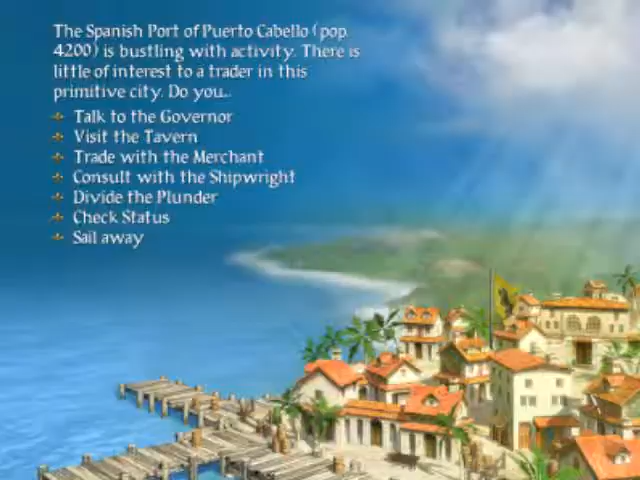 The Spanish Port of Puerto Cabello (pop.
4200) is bustling with activity. There is
little of interest to a trader in this
primitive city. Do you...
Talk to the Governor
Visit the Tavern
Trade with the Merchant
Consult with the Shipwright
Divide the Plunder
Check Status
Sail away